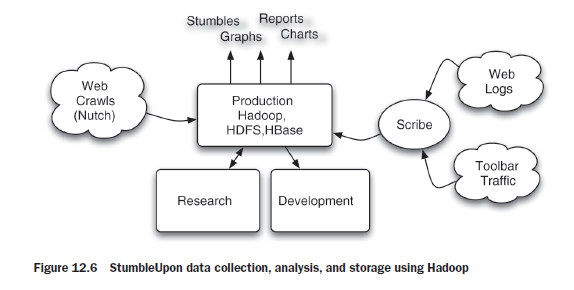 Stumbles Reports
Graphs Charts
Web
Crawls
(Nutch)
Production
Hadoop,
HDFS,HBase
Scribe
Web
Logs
Toolbar
Traffic
Research
Development
Figure 12.6 StumbleUpon data collection, analysis, and storage using Hadoop